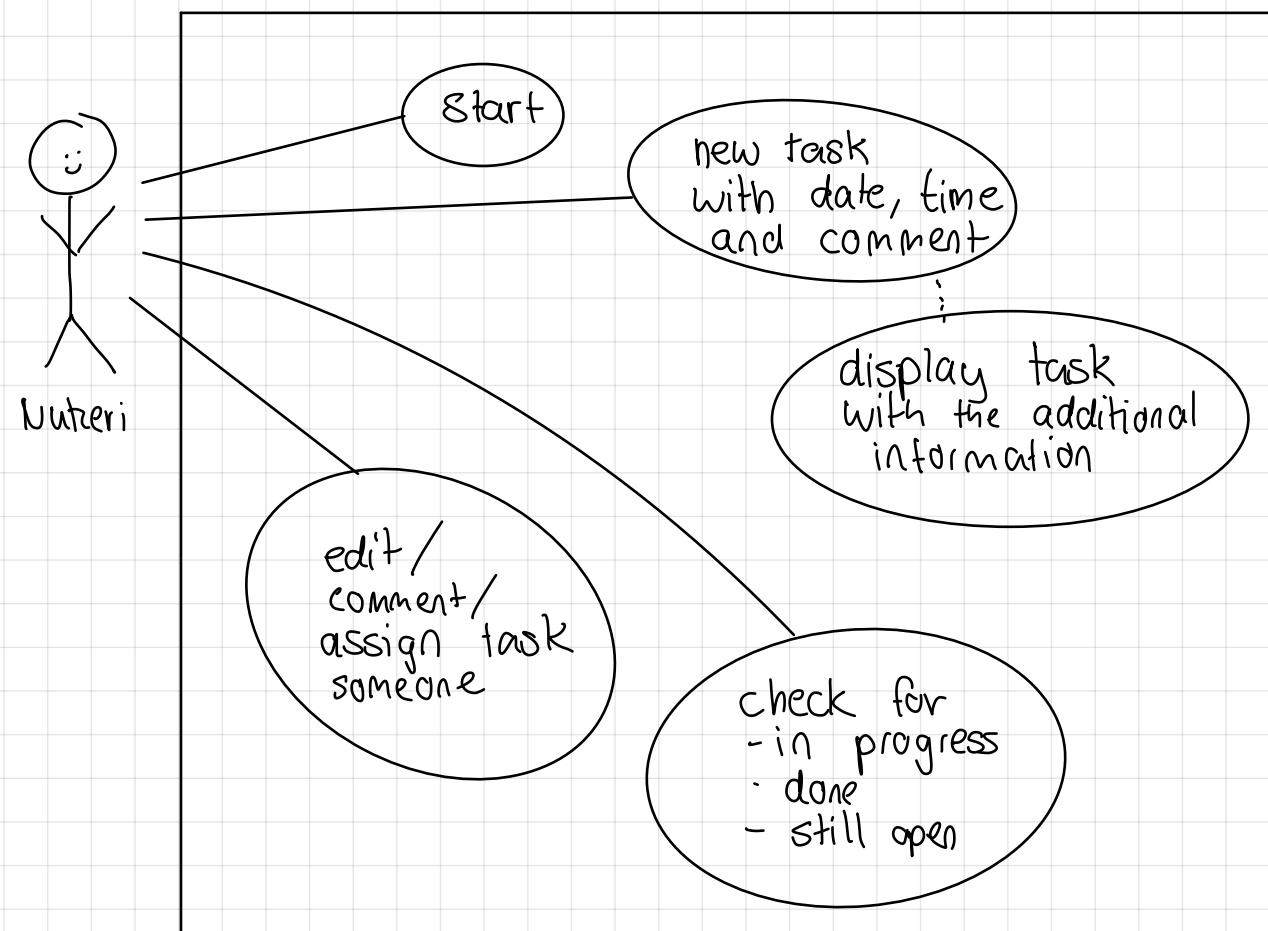 start
new task
with date, time
and comment
display task
with the additional
information
Nutzeri
edit/
comment/
assign task
someone
check for
- in progress
- done
- still open